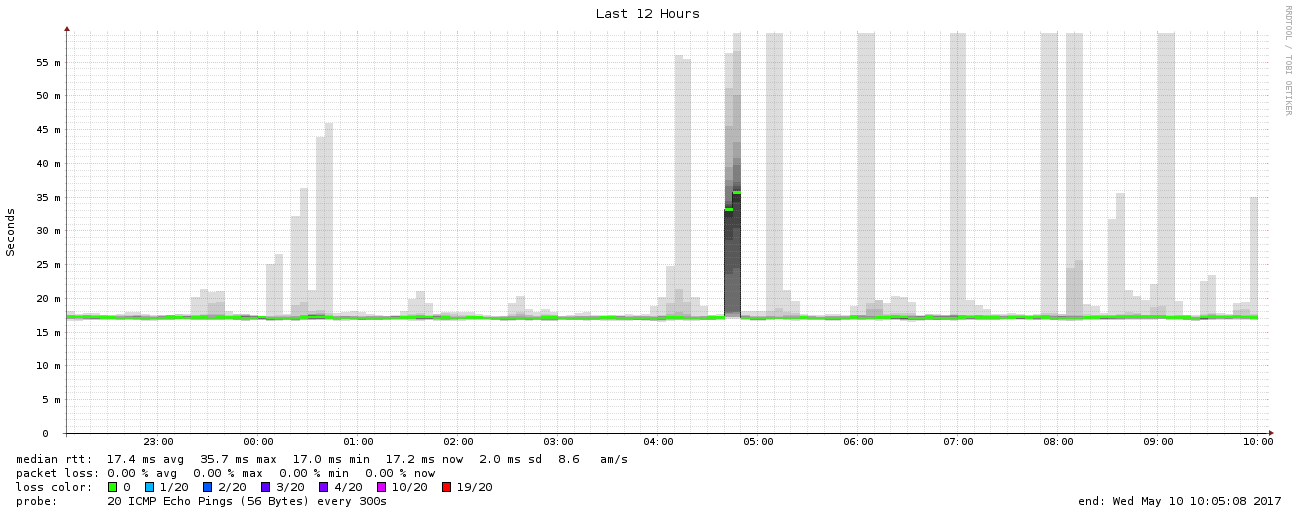 Last 12 Hours
RRDTOOL / TOBI OETIKER
Seconds
55 m
50 m
45 m
40 m
35 m
30 m
25 m
20 m
15 m
10 m
5 m
0
23:00 00:00 01:00 02:00 03:00 04:00 05:00 06:00 07:00 08:00 09:00 10:00
median rtt: 17.4 ms avg 35.7 ms max 17.0 ms min 17.2 ms now 2.0 ms sd 8.6 am/s
packet loss: 0.00 % avg 0.00 % max 0.00 % min 0.00 % now
loss color: 0 1/20 2/20 3/20 4/20 10/20 19/20
probe: 20 ICMP Echo Pings (56 Bytes) every 300s end: Wed May 10 10:05:08 2017